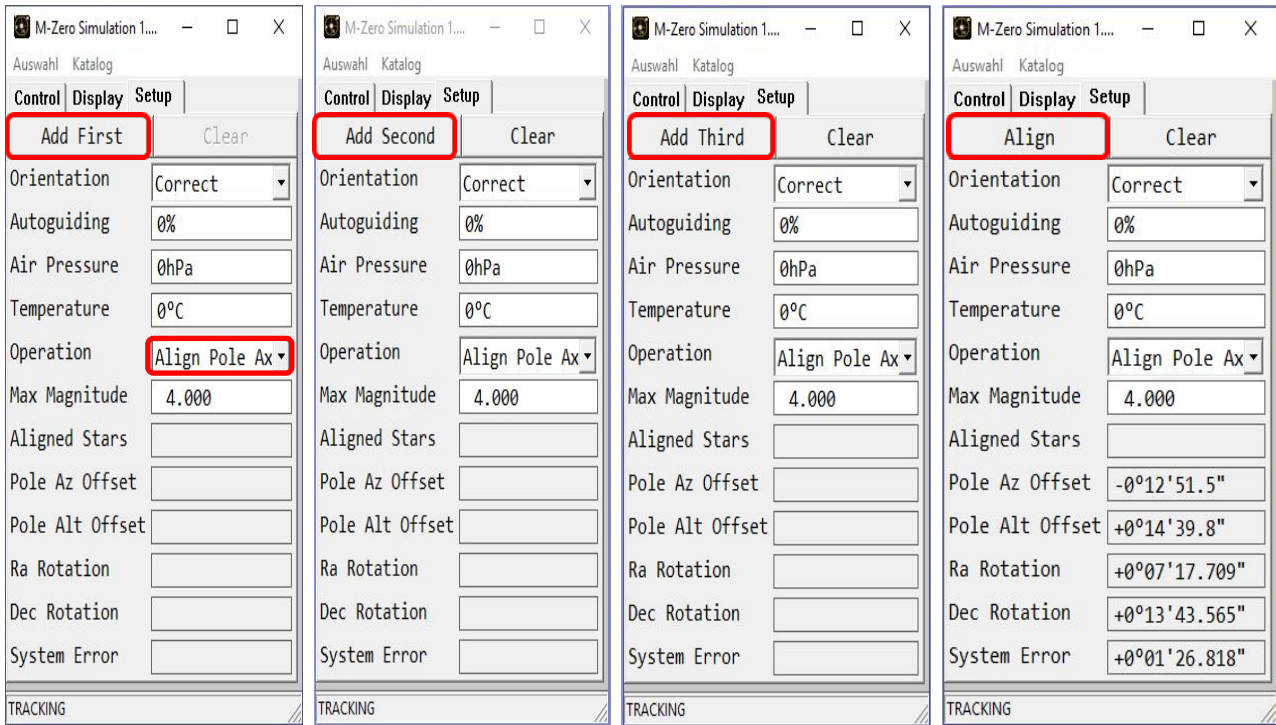 M-Zero Simulation 1....
Auswahl Katalog
Control Display Setup
Add First Clear
Orientation Correct
Autoguiding 0%
Air Pressure 0hPa
Temperature 0ºC
Operation Align Pole Ax
Max Magnitude 4.000
Aligned Stars
Pole Az Offset
Pole Alt Offset
Ra Rotation
Dec Rotation
System Error
TRACKING
M-Zero Simulation 1....
Auswahl Katalog
Control Display Setup
Add Second Clear
Orientation Correct
Autoguiding 0%
Air Pressure 0hPa
Temperature 0ºC
Operation Align Pole Ax
Max Magnitude 4.000
Aligned Stars
Pole Az Offset
Pole Alt Offset
Ra Rotation
Dec Rotation
System Error
TRACKING
M-Zero Simulation 1....
Auswahl Katalog
Control Display Setup
Add Third Clear
Orientation Correct
Autoguiding 0%
Air Pressure 0hPa
Temperature 0ºC
Operation Align Pole Ax
Max Magnitude 4.000
Aligned Stars
Pole Az Offset
Pole Alt Offset
Ra Rotation
Dec Rotation
System Error
TRACKING
M-Zero Simulation 1....
Auswahl Katalog
Control Display Setup
Align Clear
Orientation Correct
Autoguiding 0%
Air Pressure 0hPa
Temperature 0ºC
Operation Align Pole Ax
Max Magnitude 4.000
Aligned Stars
Pole Az Offset -0º12'51.5"
Pole Alt Offset +0º14'39.8"
Ra Rotation +0º07'17.709"
Dec Rotation +0º13'43.565"
System Error +0º01'26.818"
TRACKING